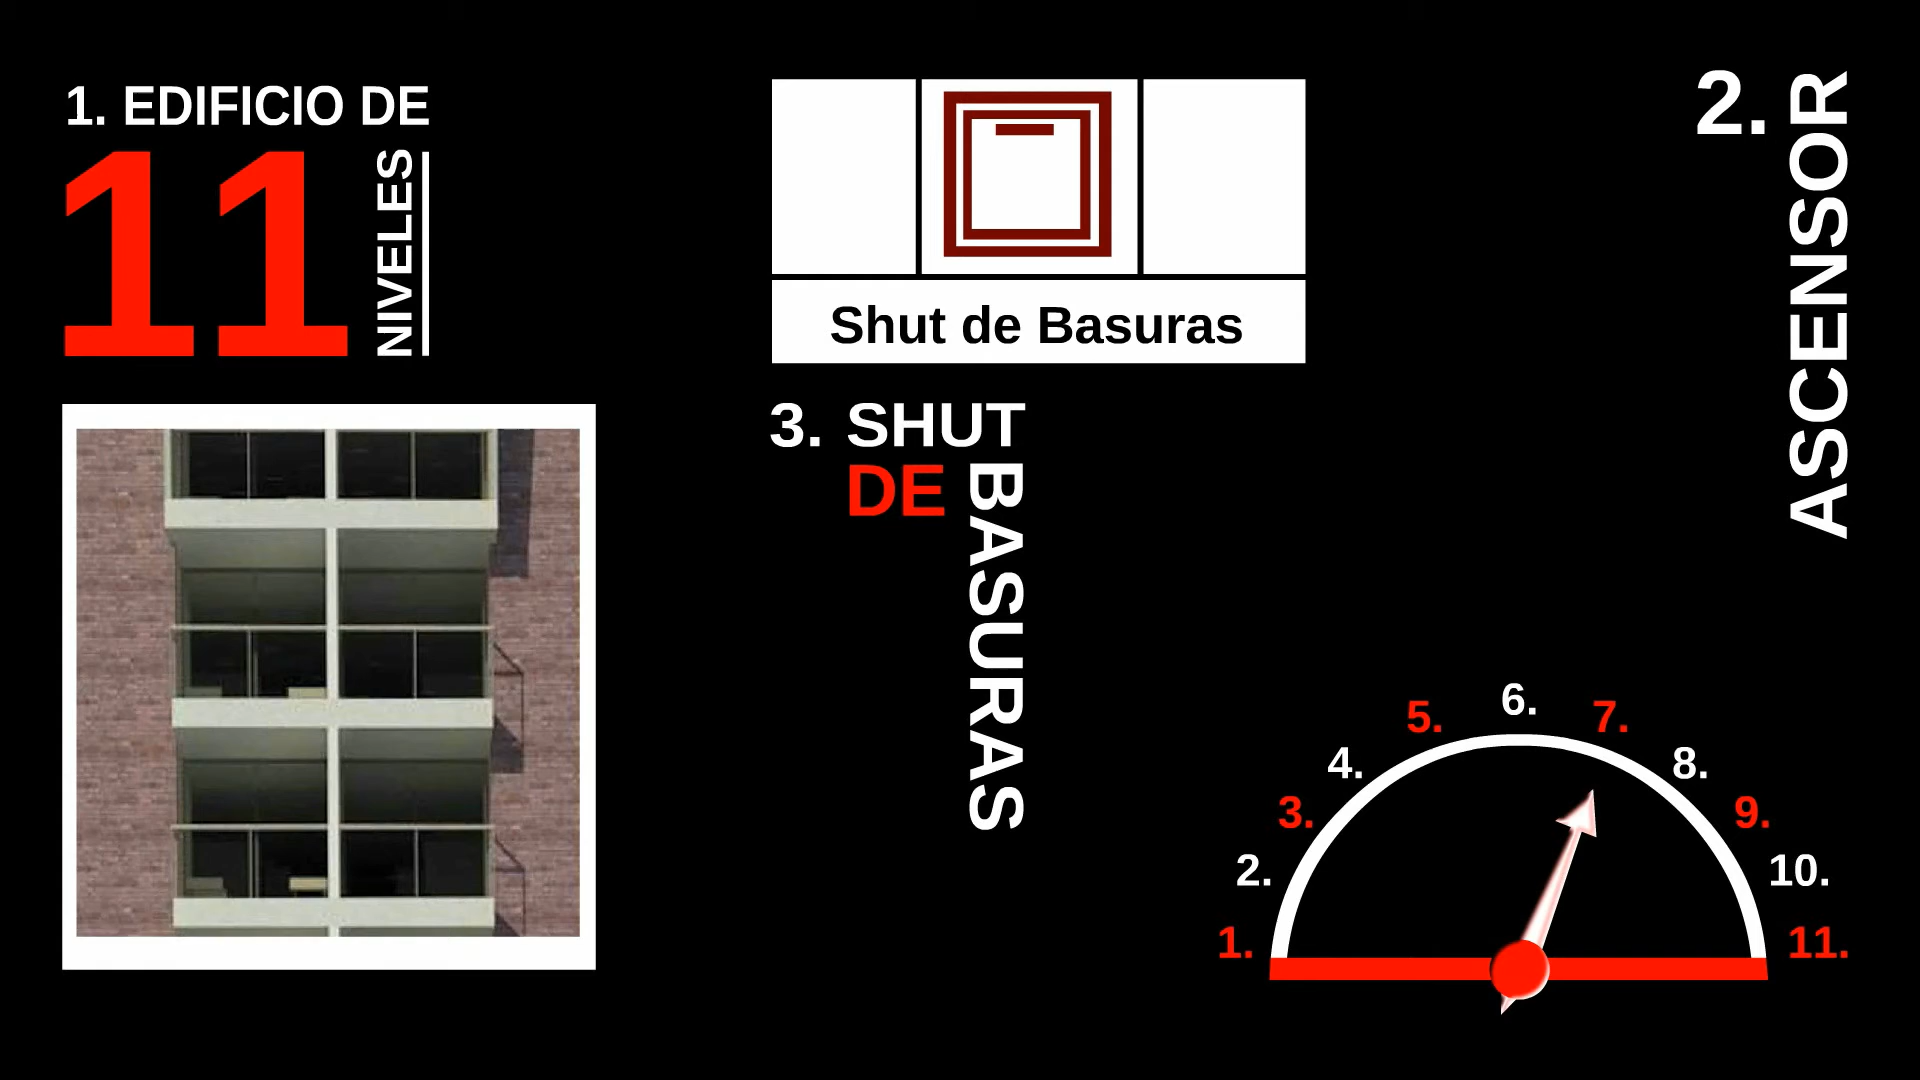 1. EDIFICIO DE
11
NIVELES
Shut de Basuras
3. SHUT
DE
BASURAS
2.
ASCENSOR
1.
2.
3.
4.
5.
6.
7.
8.
9.
10.
11.